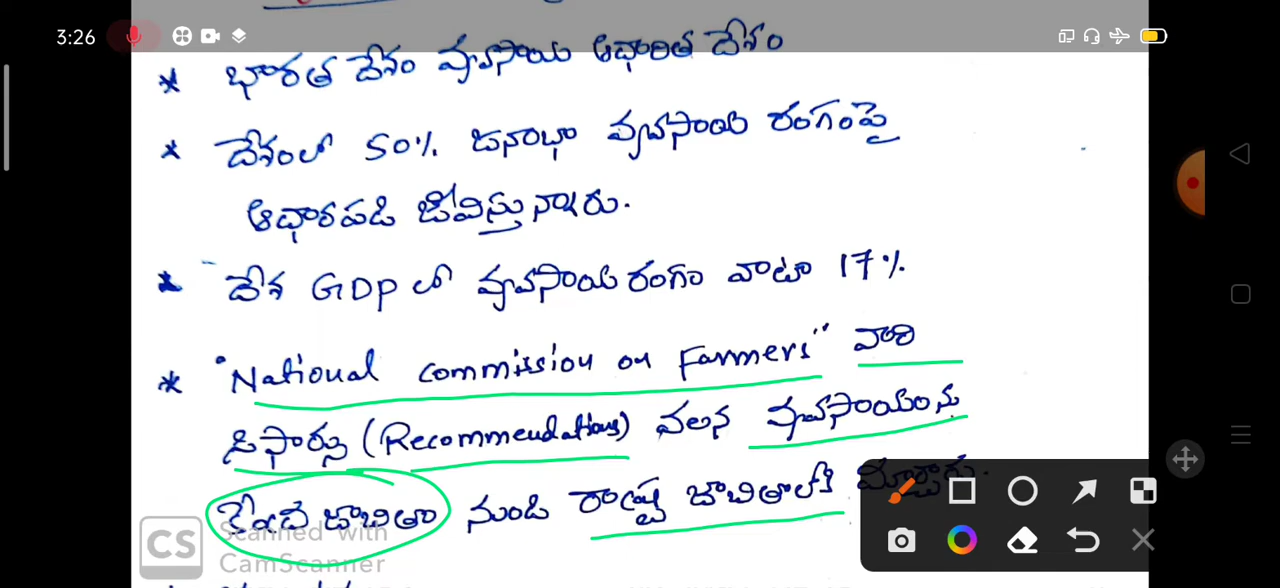 3:26
* భారత దేశం వ్యవసాయ ఆధారిత దేశం
* దేశంలో 50% జనాభా వ్యవసాయ రంగంపై
ఆధారపడి జీవిస్తున్నారు.
* దేశ GDP లో వ్యవసాయ రంగం వాటా 17%
* "National commission on Farmers" వారి
సిఫార్సు (Recommendations) వలన వ్యవసాయంను
జాబితా నుండి రాష్ట్ర జాబితాలోకి మార్చారు.
CS Scanned with
CamScanner